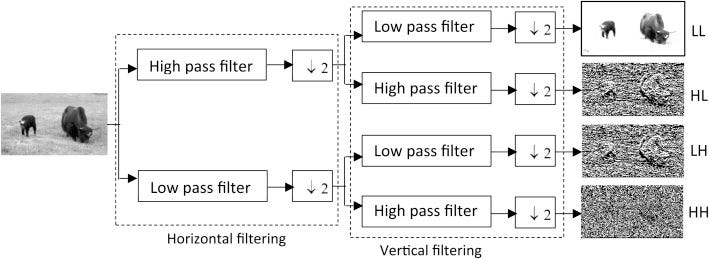 Low pass filter
↓ 2
LL
High pass filter
↓ 2
High pass filter
↓ 2
HL
Low pass filter
↓ 2
LH
Low pass filter
↓ 2
High pass filter
↓ 2
HH
Horizontal filtering
Vertical filtering